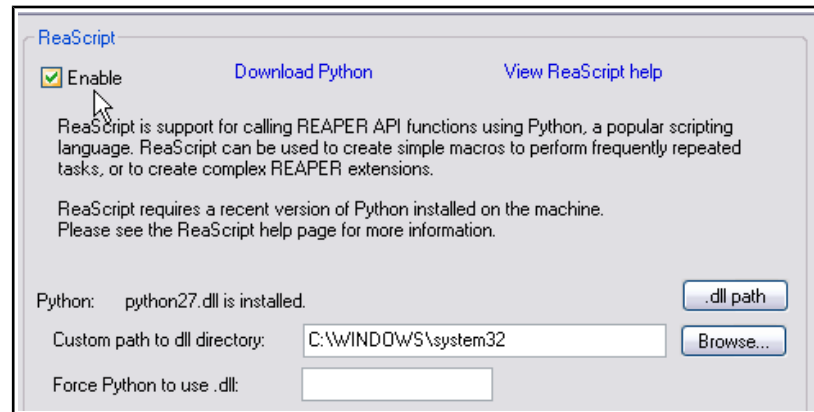 ReaScript
Enable
Download Python
View ReaScript help
ReaScript is support for calling REAPER API functions using Python, a popular scripting
language. ReaScript can be used to create simple macros to perform frequently repeated
tasks, or to create complex REAPER extensions.
ReaScript requires a recent version of Python installed on the machine.
Please see the ReaScript help page for more information.
Python: python27.dll is installed.
.dll path
Custom path to dll directory:
C:\WINDOWS\system32
Browse...
Force Python to use .dll: